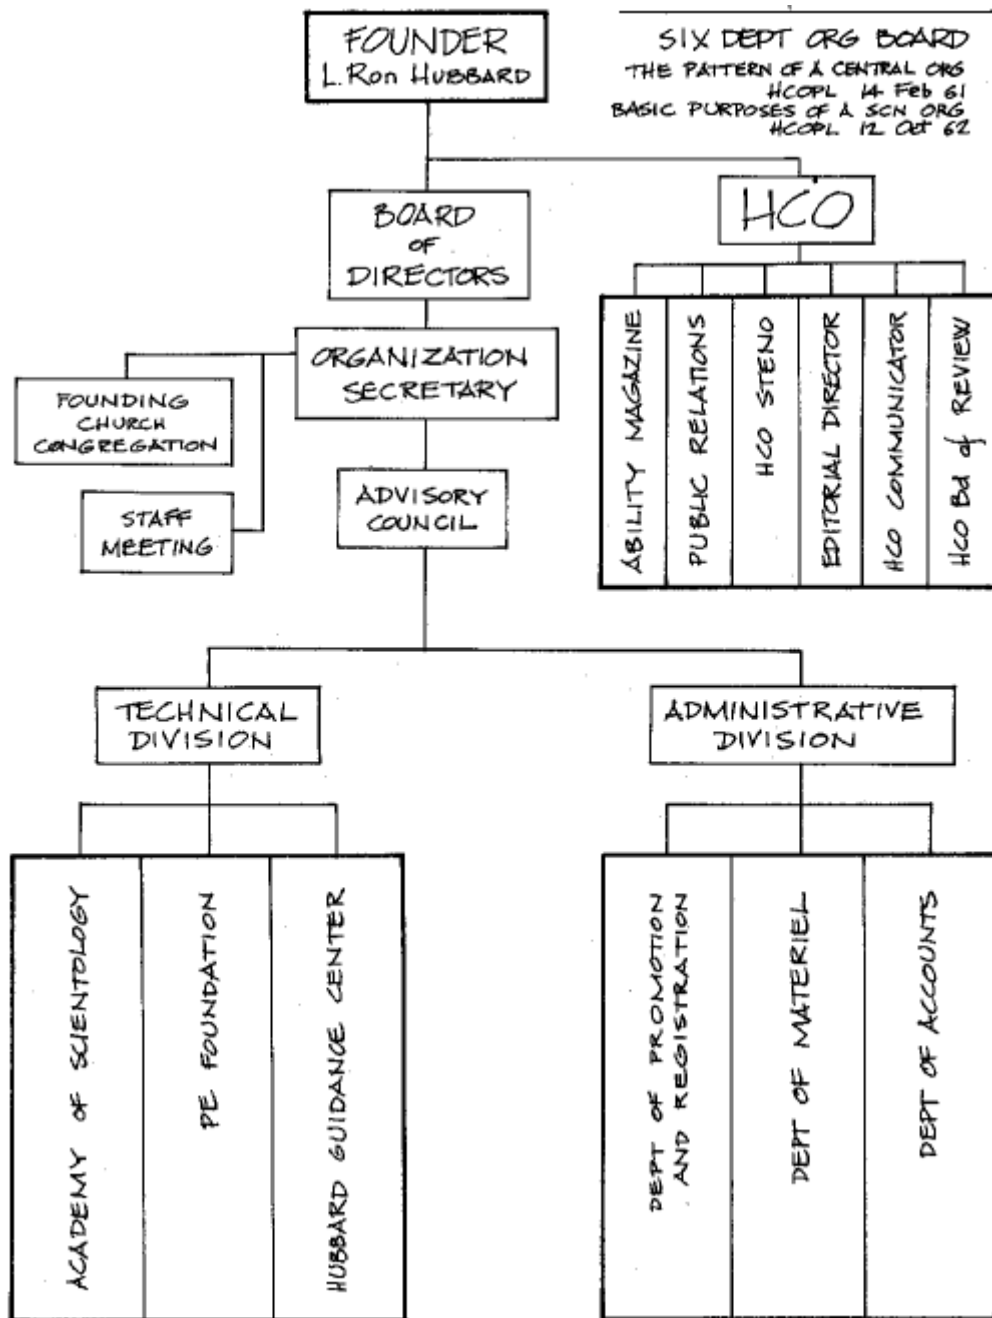 FOUNDER
L. RON HUBBARD
SIX DEPT ORG BOARD
THE PATTERN OF A CENTRAL ORG
HCOPL 14 Feb 61
BASIC PURPOSES OF A SCN ORG
HCOPL 12 Oct 62
BOARD
OF
DIRECTORS
HCO
ABILITY MAGAZINE
PUBLIC RELATIONS
HCO STENO
EDITORIAL DIRECTOR
HCO COMMUNICATOR
HCO Bd of REVIEW
ORGANIZATION
SECRETARY
FOUNDING
CHURCH
CONGREGATION
STAFF
MEETING
ADVISORY
COUNCIL
TECHNICAL
DIVISION
ADMINISTRATIVE
DIVISION
ACADEMY OF SCIENTOLOGY
PE FOUNDATION
HUBBARD GUIDANCE CENTER
DEPT OF PROMOTION
AND REGISTRATION
DEPT OF MATERIEL
DEPT OF ACCOUNTS